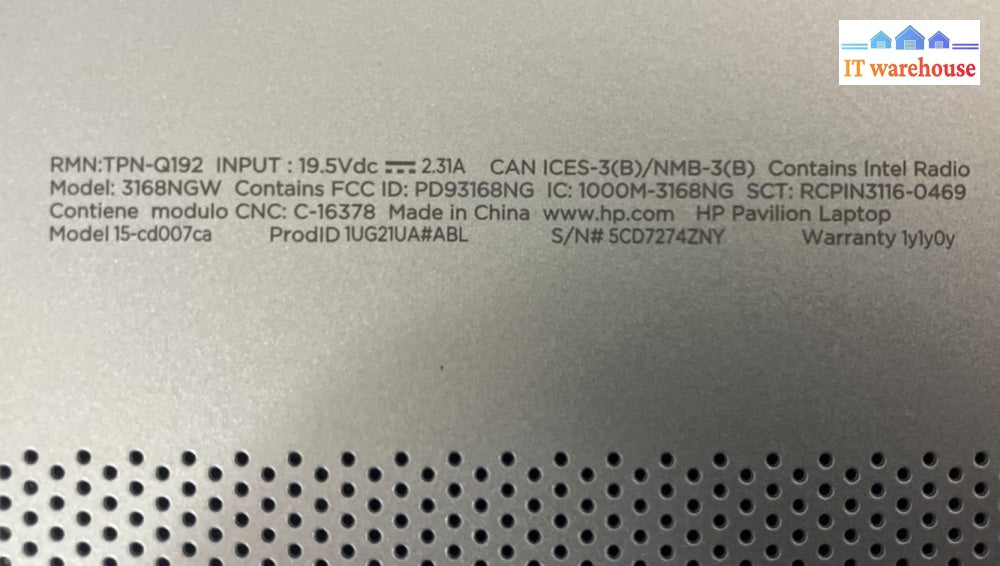 IT warehouse
RMN:TPN-Q192 INPUT : 19.5Vdc ⎓ 2.31A CAN ICES-3(B)/NMB-3(B) Contains Intel Radio
Model: 3168NGW Contains FCC ID: PD93168NG IC: 1000M-3168NG SCT: RCPIN3116-0469
Contiene modulo CNC: C-16378 Made in China www.hp.com HP Pavilion Laptop
Model 15-cd007ca ProdID 1UG21UA#ABL S/N# 5CD7274ZNY Warranty 1y1y0y